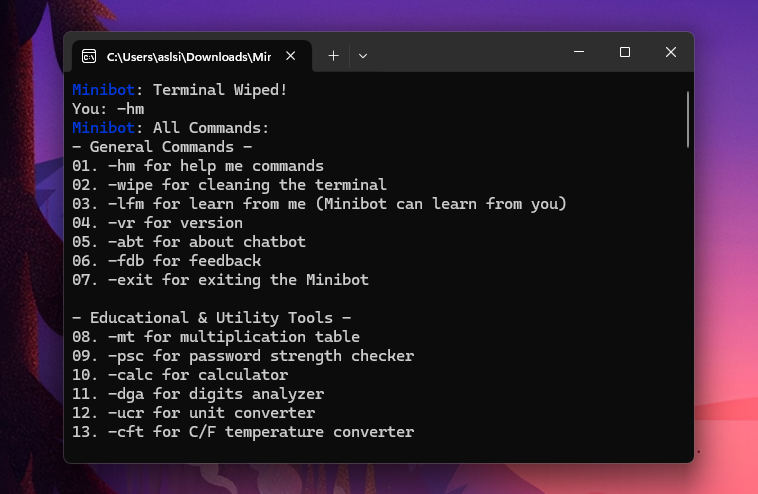 C:\Users\aslsi\Downloads\Mir
Minibot: Terminal Wiped!
You: -hm
Minibot: All Commands:
- General Commands -
01. -hm for help me commands
02. -wipe for cleaning the terminal
03. -lfm for learn from me (Minibot can learn from you)
04. -vr for version
05. -abt for about chatbot
06. -fdb for feedback
07. -exit for exiting the Minibot
- Educational & Utility Tools -
08. -mt for multiplication table
09. -psc for password strength checker
10. -calc for calculator
11. -dga for digits analyzer
12. -ucr for unit converter
13. -cft for C/F temperature converter